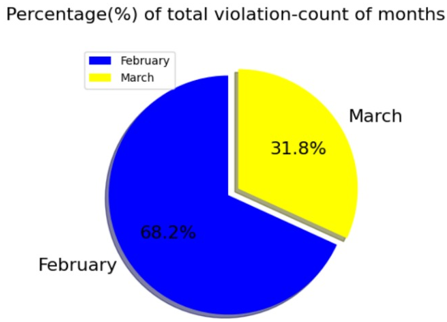 Percentage(%) of total violation-count of months
February
March
March
31.8%
68.2%
February